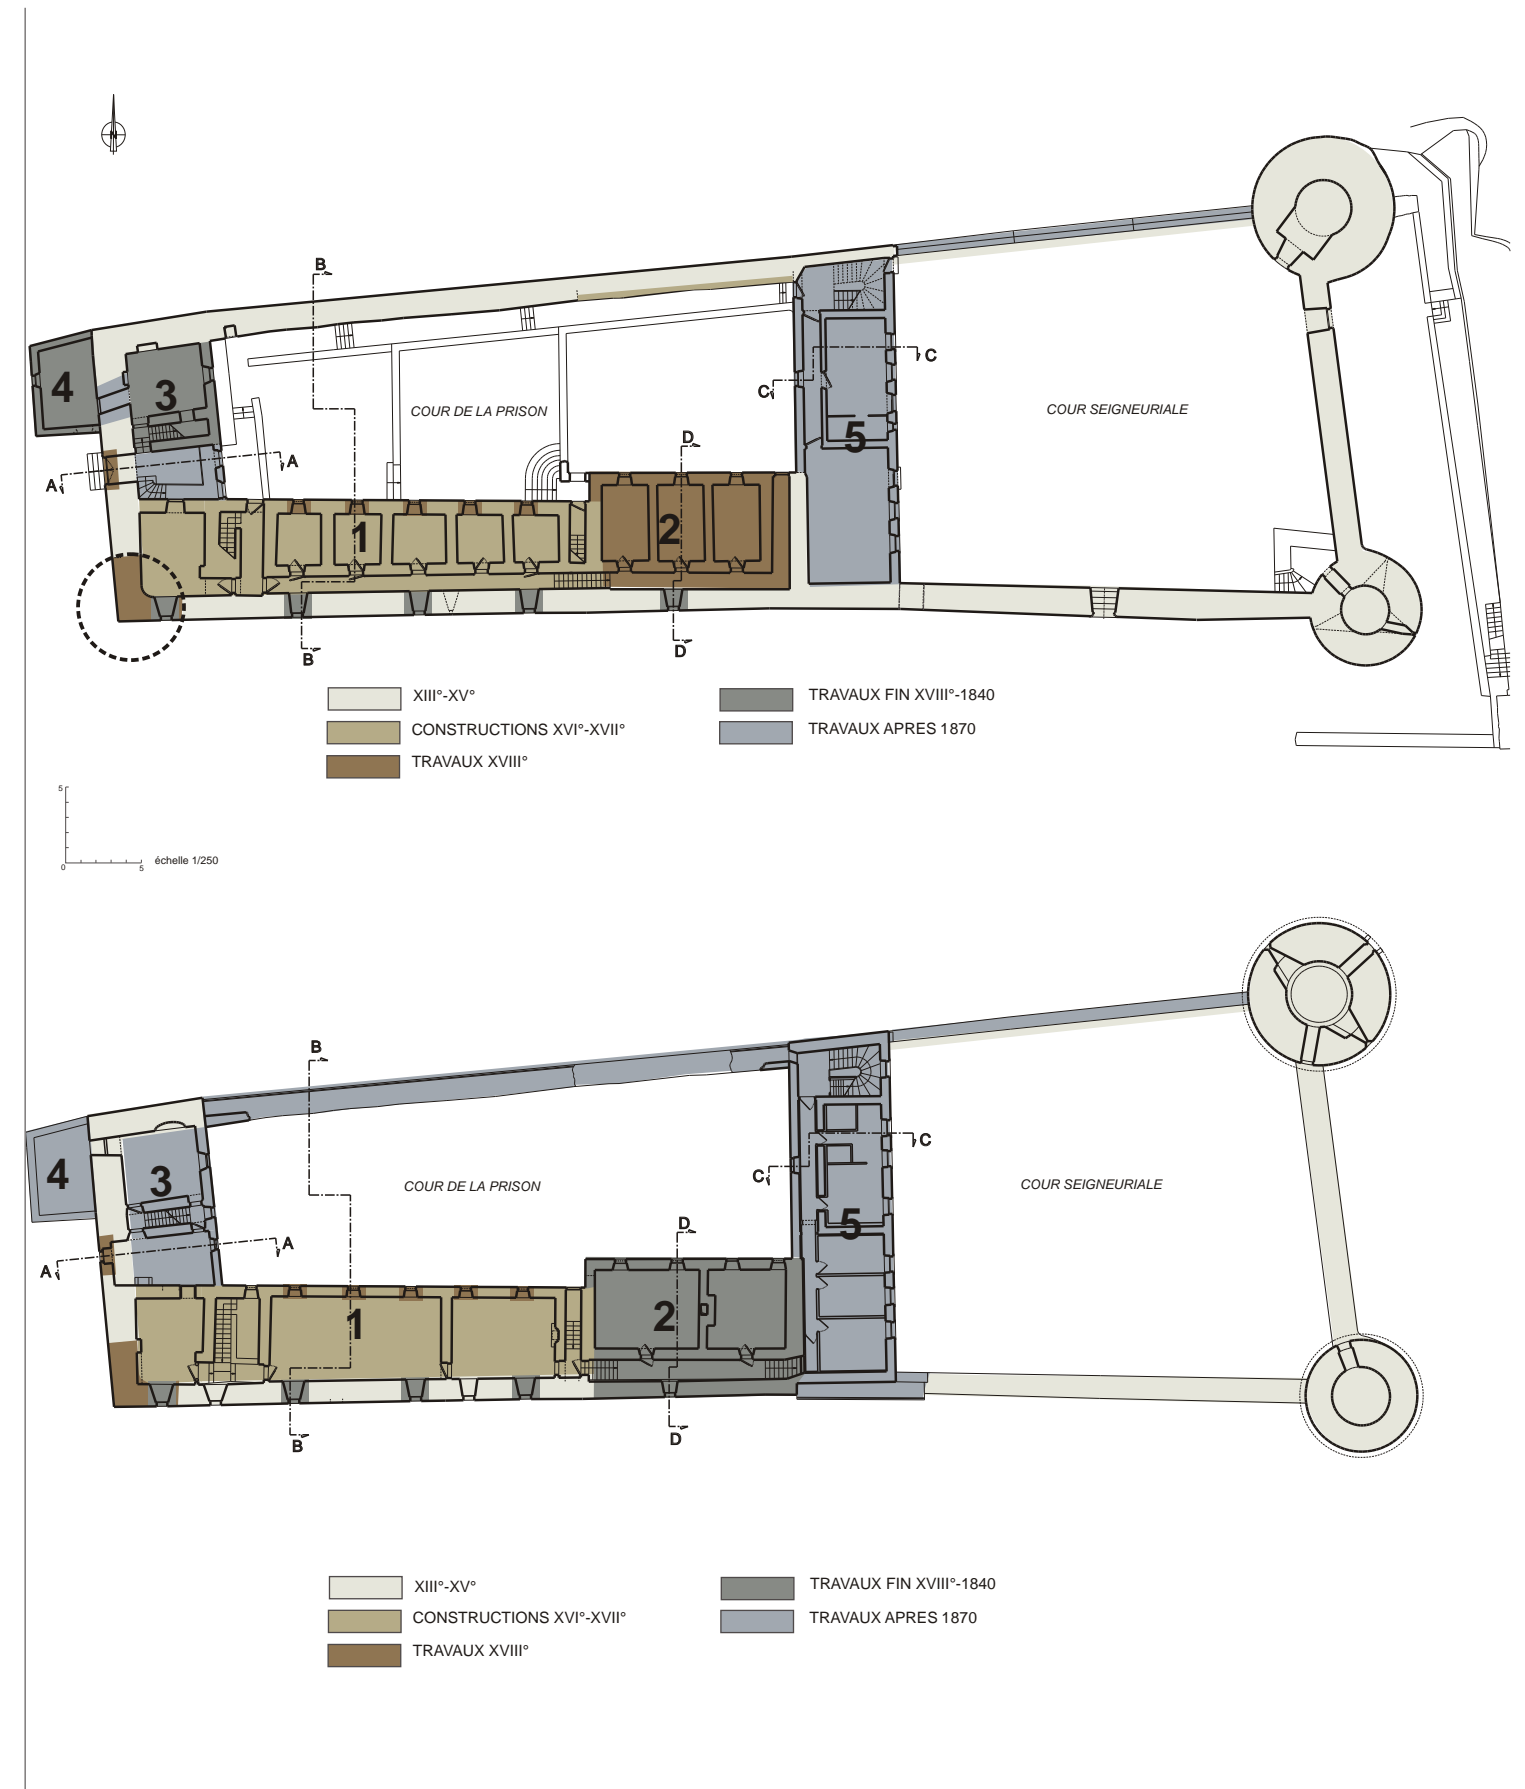 N
B
C
3
4
COUR DE LA PRISON
COUR SEIGNEURIALE
C
5
D
A
A
1
2
B
D
XIII°-XV°
TRAVAUX FIN XVIII°-1840
CONSTRUCTIONS XVI°-XVII°
TRAVAUX APRES 1870
TRAVAUX XVIII°
5
0
5
échelle 1/250
B
C
4
3
COUR DE LA PRISON
COUR SEIGNEURIALE
C
5
D
A
A
1
2
B
D
XIII°-XV°
TRAVAUX FIN XVIII°-1840
CONSTRUCTIONS XVI°-XVII°
TRAVAUX APRES 1870
TRAVAUX XVIII°